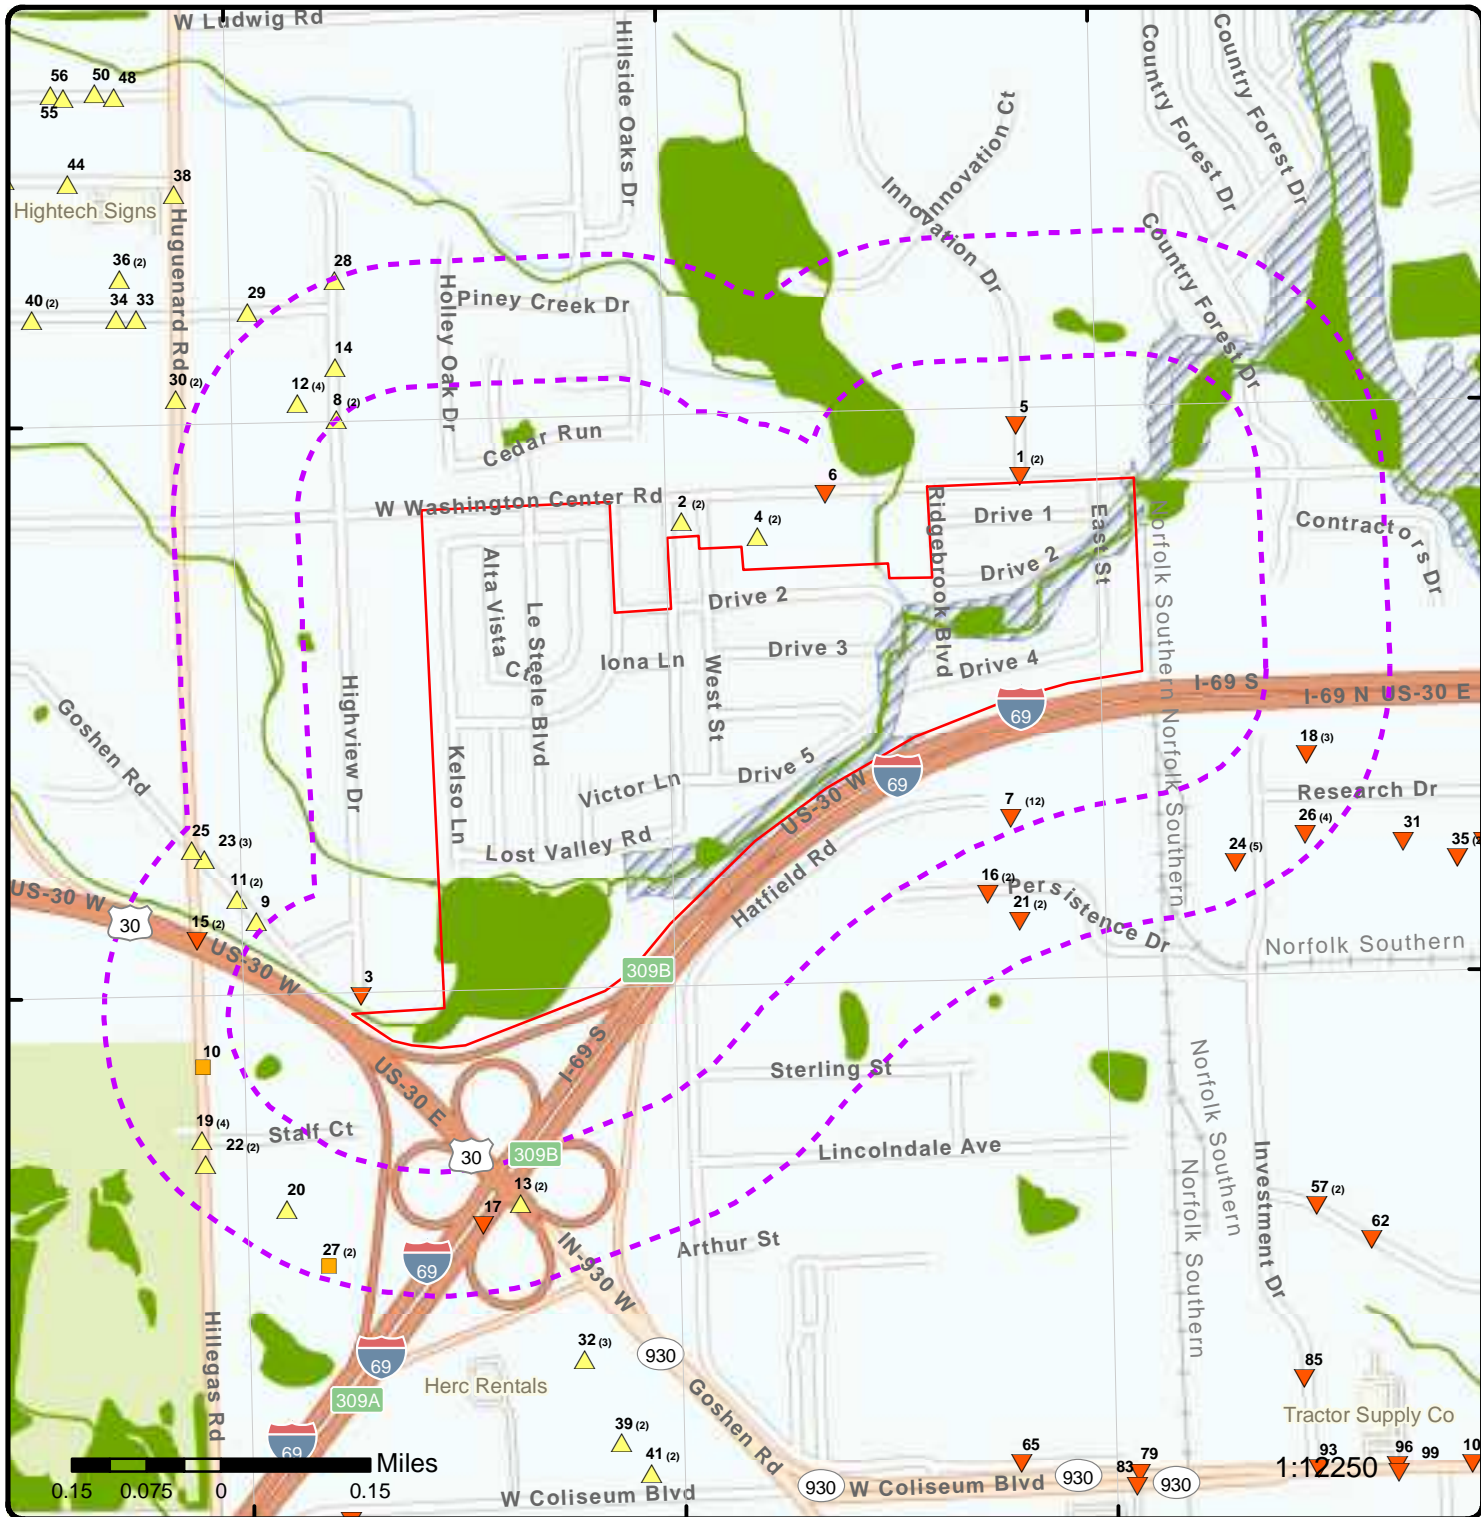 W Ludwig Rd
Hillside Oaks Dr
Country Forest Dr
Country Forest Dr
56
50
48
55
44
38
Hightech Signs
Huguenard Rd
Innovation Ct
Innovation Dr
Country Forest Dr
36 (2)
28
40 (2)
34
33
29
Holley Oak Dr
Piney Creek Dr
14
30 (2)
12 (4)
8 (2)
Cedar Run
5
1 (2)
6
W Washington Center Rd
2 (2)
4 (2)
Ridgebrook Blvd
Drive 1
East St
Norfolk Southern
Contractors Dr
Drive 2
Alta Vista Ct
Le Steele Blvd
Drive 2
Iona Ln
Drive 3
Drive 4
West St
Highview Dr
Goshen Rd
Kelso Ln
Victor Ln
Drive 5
Lost Valley Rd
I-69 S
I-69 N US-30 E
69
69
US-30 W
Norfolk Southern
18 (3)
Research Dr
7 (12)
26 (4)
31
24 (5)
35
25
23 (3)
Hatfield Rd
11 (2)
9
US-30 W
30
15 (2)
US-30 W
16 (2)
Persistence Dr
21 (2)
Norfolk Southern
3
309B
10
I-69 S
US-30 E
Sterling St
Norfolk Southern
19 (4)
22 (2)
Stalf Ct
30
309B
Lincolndale Ave
Investment Dr
Norfolk Southern
20
13 (2)
17
57 (2)
62
27 (2)
69
IN-930 W
Arthur St
Hillegas Rd
69
32 (3)
930
309A
Herc Rentals
Goshen Rd
85
Tractor Supply Co
69
39 (2)
41 (2)
65
79
83
93
96
99
10
930
930
930
W Coliseum Blvd
W Coliseum Blvd
Miles
0.15 0.075 0 0.15
1:12250